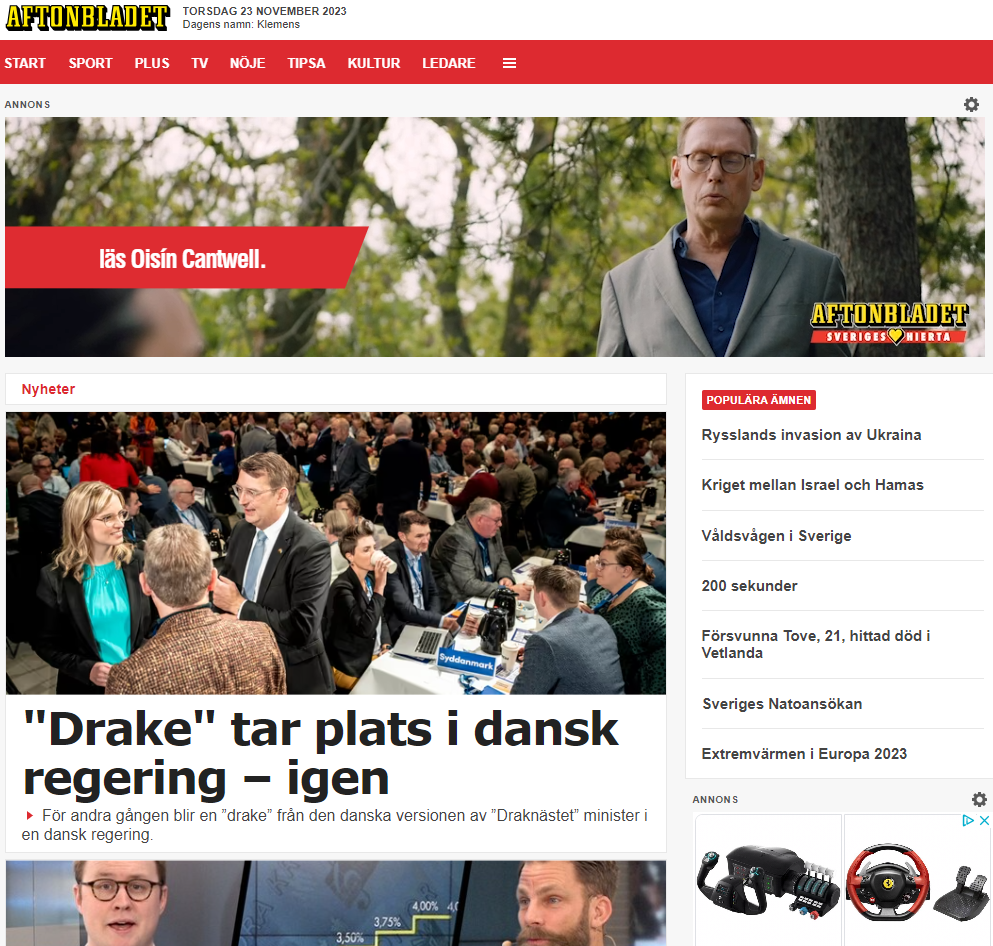 AFTONBLADET
TORSDAG 23 NOVEMBER 2023
Dagens namn: Klemens
START SPORT PLUS TV NÖJE TIPSA KULTUR LEDARE
ANNONS
läs Oisín Cantwell.
AFTONBLADET
SVERIGES HIERTA
Nyheter
Syddanmark
"Drake" tar plats i dansk
regering – igen
För andra gången blir en ”drake” från den danska versionen av ”Draknästet” minister i
en dansk regering.
4,00%
3,75%
3,50%
POPULÄRA ÄMNEN
Rysslands invasion av Ukraina
Kriget mellan Israel och Hamas
Våldsvågen i Sverige
200 sekunder
Försvunna Tove, 21, hittad död i
Vetlanda
Sveriges Natoansökan
Extremvärmen i Europa 2023
ANNONS